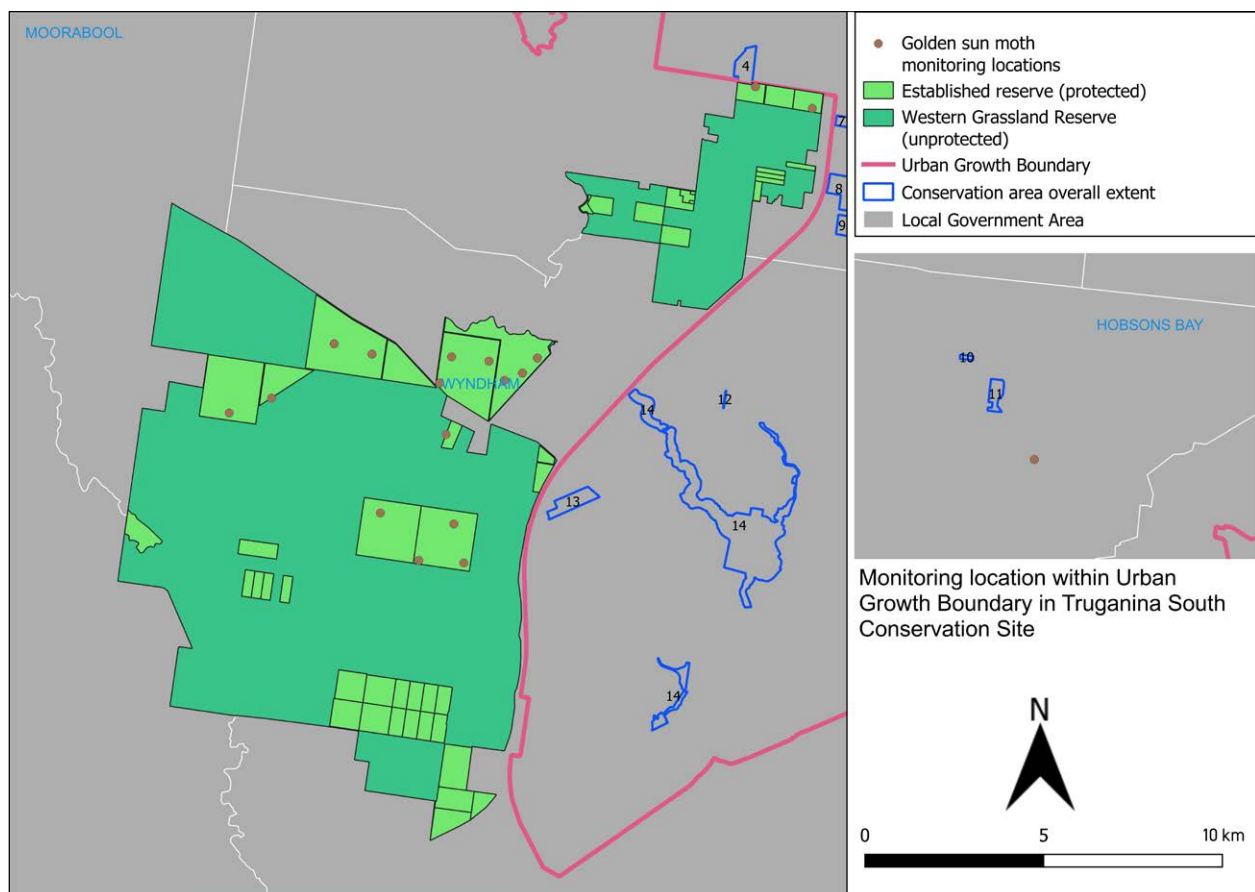 MOORABOOL
4
7
8
9
WYNDHAM
14
12
13
14
14
Golden sun moth
monitoring locations
Established reserve (protected)
Western Grassland Reserve
(unprotected)
Urban Growth Boundary
Conservation area overall extent
Local Government Area
HOBSONS BAY
10
11
Monitoring location within Urban
Growth Boundary in Truganina South
Conservation Site
N
0 5 10 km